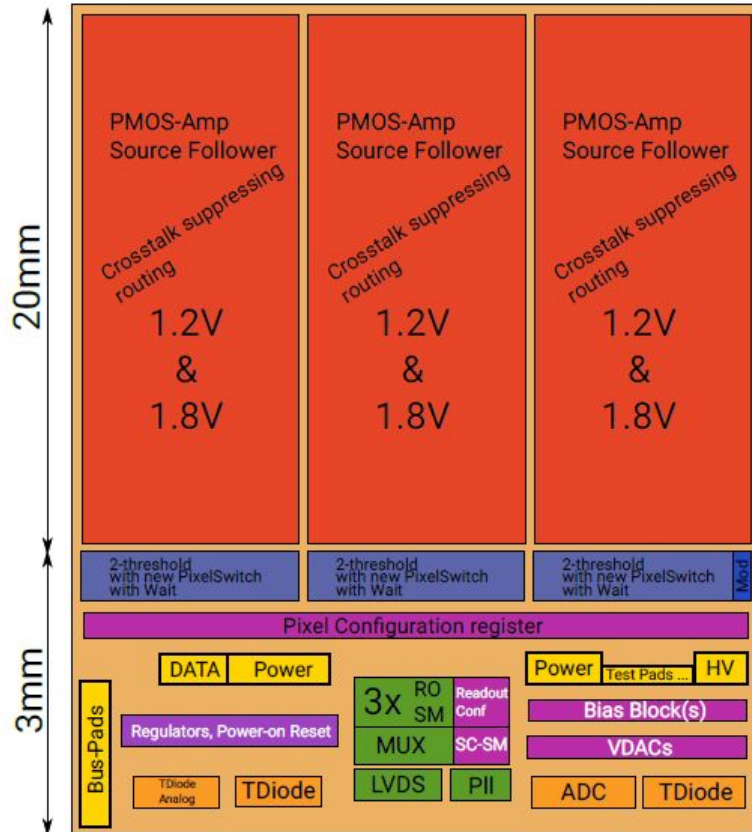 20mm
PMOS-Amp
Source Follower
Crosstalk suppressing
routing
1.2V
&
1.8V
PMOS-Amp
Source Follower
Crosstalk suppressing
routing
1.2V
&
1.8V
PMOS-Amp
Source Follower
Crosstalk suppressing
routing
1.2V
&
1.8V
3mm
2-threshold
with new PixelSwitch
with Wait
2-threshold
with new PixelSwitch
with Wait
2-threshold
with new PixelSwitch
with Wait
Mod
Pixel Configuration register
Bus-Pads
DATA
Power
Regulators, Power-on Reset
TDiode
Analog
TDiode
3x
RO
SM
Readout
Conf
MUX
SC-SM
LVDS
Pll
Power
Test Pads ...
HV
Bias Block(s)
VDACs
ADC
TDiode